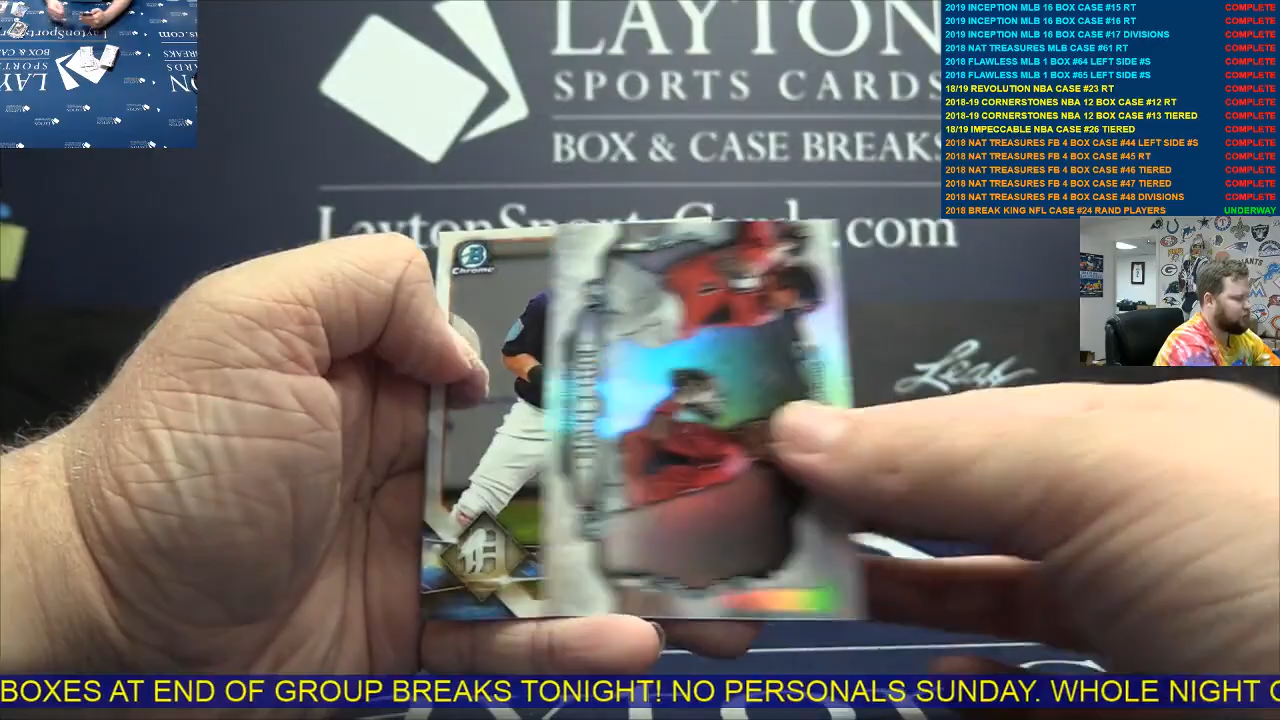 LAYTON
SPORTS CARDS
BOX & CASE BREAKS
LaytonSports Cards.com
Chrome
Leaf
2019 INCEPTION MLB 16 BOX CASE #15 RT COMPLETE
2019 INCEPTION MLB 16 BOX CASE #16 RT COMPLETE
2019 INCEPTION MLB 16 BOX CASE #17 DIVISIONS COMPLETE
2018 NAT TREASURES MLB CASE #61 RT COMPLETE
2018 FLAWLESS MLB 1 BOX #64 LEFT SIDE #S COMPLETE
2018 FLAWLESS MLB 1 BOX #65 LEFT SIDE #S COMPLETE
18/19 REVOLUTION NBA CASE #23 RT COMPLETE
2018-19 CORNERSTONES NBA 12 BOX CASE #12 RT COMPLETE
2018-19 CORNERSTONES NBA 12 BOX CASE #13 TIERED COMPLETE
18/19 IMPECCABLE NBA CASE #26 TIERED COMPLETE
2018 NAT TREASURES FB 4 BOX CASE #44 LEFT SIDE #S COMPLETE
2018 NAT TREASURES FB 4 BOX CASE #45 RT COMPLETE
2018 NAT TREASURES FB 4 BOX CASE #46 TIERED COMPLETE
2018 NAT TREASURES FB 4 BOX CASE #47 TIERED COMPLETE
2018 NAT TREASURES FB 4 BOX CASE #48 DIVISIONS COMPLETE
2018 BREAK KING NFL CASE #24 RAND PLAYERS UNDERWAY
BOXES AT END OF GROUP BREAKS TONIGHT! NO PERSONALS SUNDAY. WHOLE NIGHT